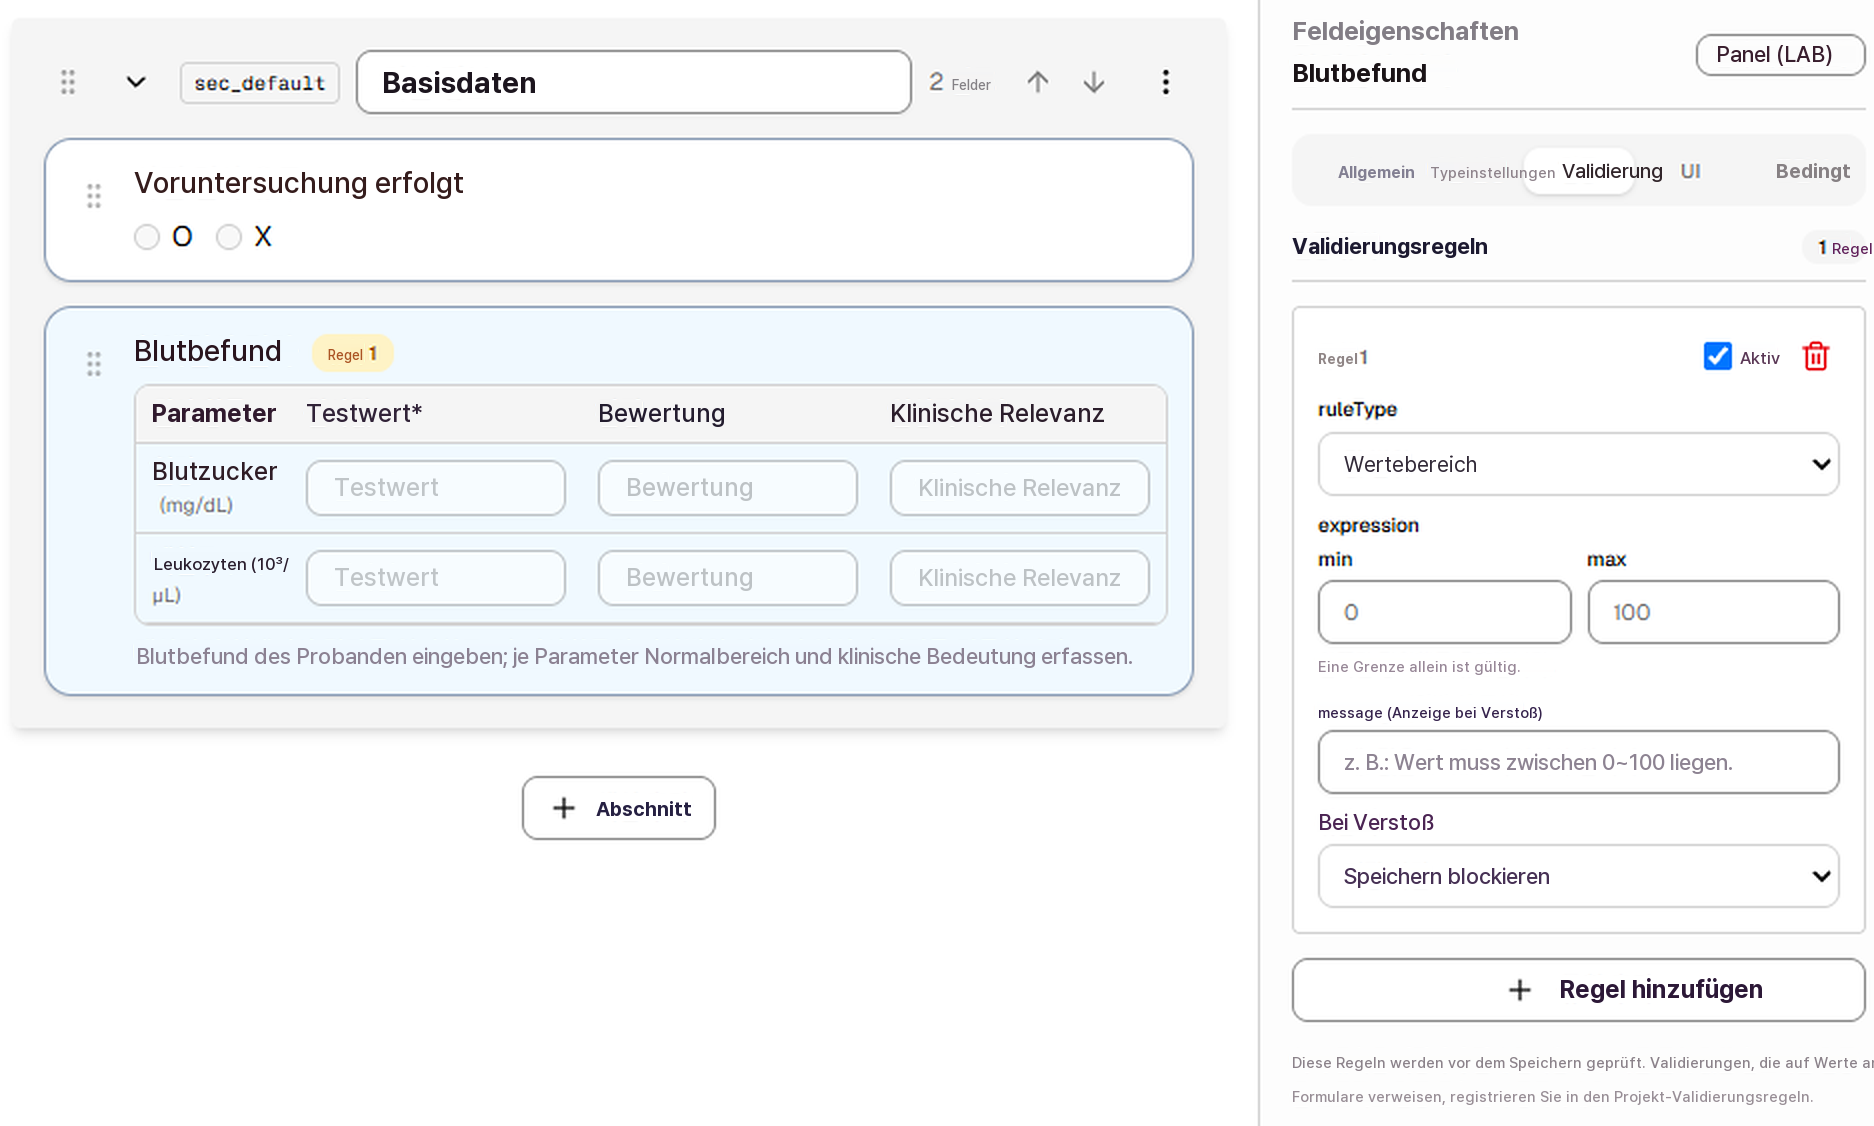 sec_default
Basisdaten
2 Felder
Voruntersuchung erfolgt
O X
Blutbefund
Regel 1
Parameter Testwert* Bewertung Klinische Relevanz
Blutzucker
(mg/dL)
Testwert Bewertung Klinische Relevanz
Leukozyten (10³/
µL)
Testwert Bewertung Klinische Relevanz
Blutbefund des Probanden eingeben; je Parameter Normalbereich und klinische Bedeutung erfassen.
Abschnitt
Feldeigenschaften
Blutbefund
Panel (LAB)
Allgemein Typeinstellungen Validierung UI Bedingt
Validierungsregeln
1 Regel
Regel 1
Aktiv
ruleType
Wertebereich
expression
min max
0 100
Eine Grenze allein ist gültig.
message (Anzeige bei Verstoß)
z. B.: Wert muss zwischen 0~100 liegen.
Bei Verstoß
Speichern blockieren
Regel hinzufügen
Diese Regeln werden vor dem Speichern geprüft. Validierungen, die auf Werte
Formulare verweisen, registrieren Sie in den Projekt-Validierungsregeln.